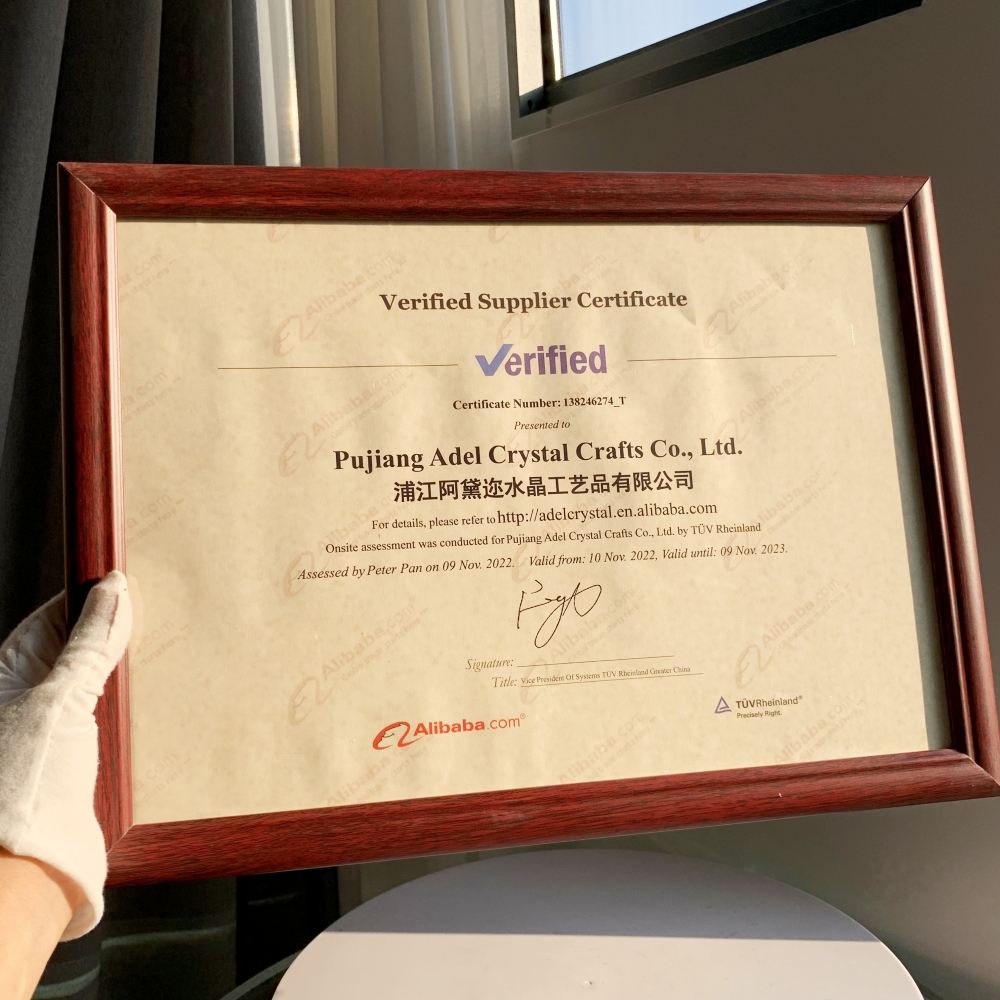 Verified Supplier Certificate
Verified
Certificate Number: 138246274_T
Presented to
Pujiang Adel Crystal Crafts Co., Ltd.
浦江阿黛迩水晶工艺品有限公司
For details, please refer to http://adelcrystal.en.alibaba.com
Onsite assessment was conducted for Pujiang Adel Crystal Crafts Co., Ltd. by TÜV Rheinland
Assessed by Peter Pan on 09 Nov. 2022. Valid from: 10 Nov. 2022, Valid until: 09 Nov. 2023.
Signature:
Title: Vice President Of Systems TÜV Rheinland Greater China
Alibaba.com®
TÜVRheinland®
Precisely Right.